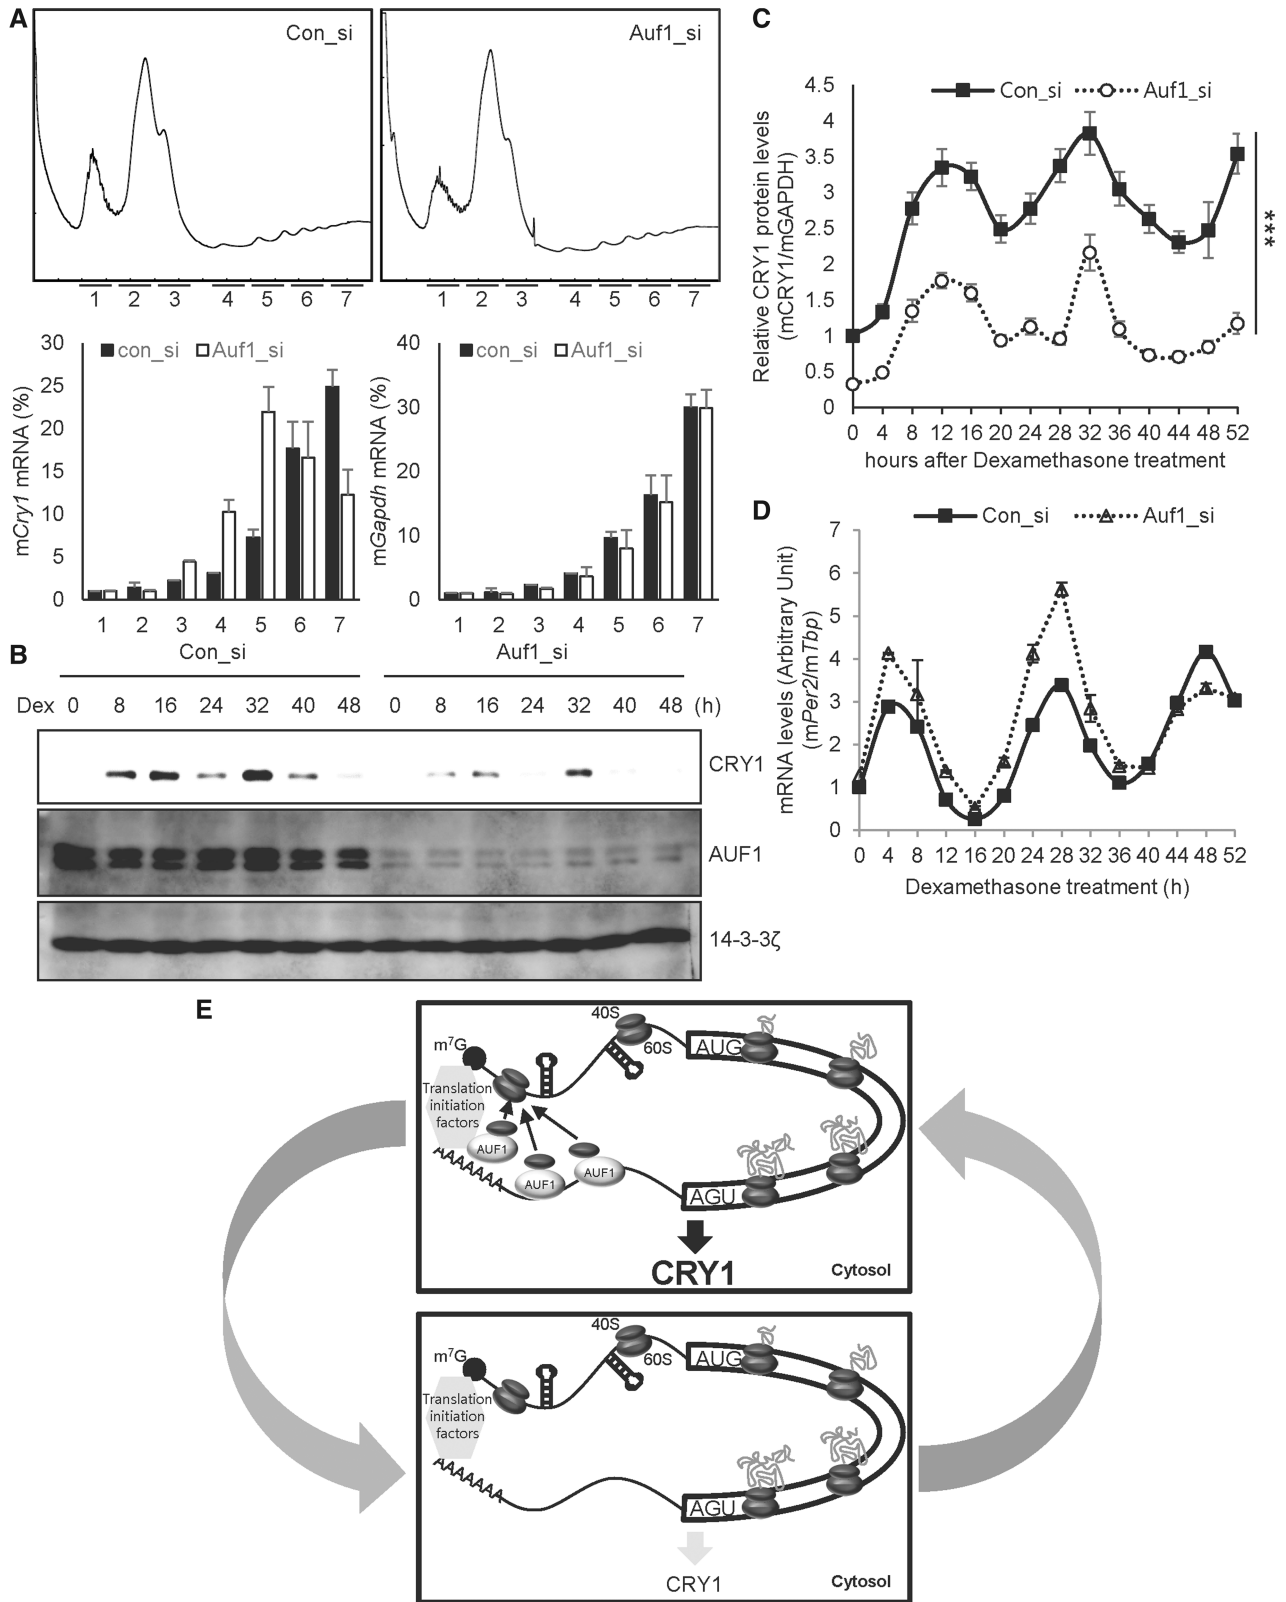 A
Con_si
Auf1_si
1 2 3 4 5 6 7
1 2 3 4 5 6 7
mCry1 mRNA (%)
30
25
20
15
10
5
0
con_si Auf1_si
1 2 3 4 5 6 7
mGapdh mRNA (%)
40
30
20
10
0
con_si Auf1_si
1 2 3 4 5 6 7
B
Con_si Auf1_si
Dex 0 8 16 24 32 40 48 0 8 16 24 32 40 48 (h)
CRY1
AUF1
14-3-3ζ
C
Con_si Auf1_si
Relative CRY1 protein levels
(mCRY1/mGAPDH)
4.5
4
3.5
3
2.5
2
1.5
1
0.5
0
***
0 4 8 12 16 20 24 28 32 36 40 44 48 52
hours after Dexamethasone treatment
D
Con_si Auf1_si
mRNA levels (Arbitrary Unit)
(mPer2/mTbp)
7
6
5
4
3
2
1
0
0 4 8 12 16 20 24 28 32 36 40 44 48 52
Dexamethasone treatment (h)
E
40S
60S
m7G
AUG
Translation
initiation
factors
AUF1
AUF1
AUF1
AAAAAAA
AGU
CRY1
Cytosol
40S
60S
m7G
AUG
Translation
initiation
factors
AAAAAAA
AGU
CRY1
Cytosol